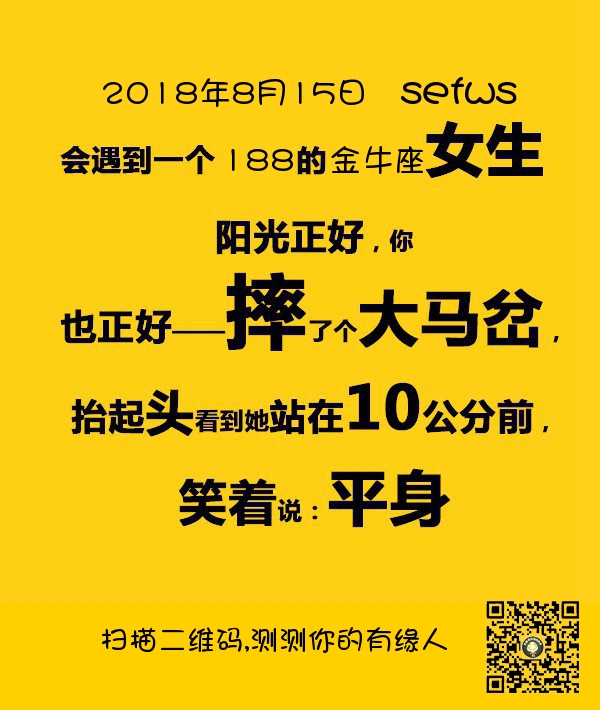 2018年8月15日 sefws
会遇到一个188的金牛座女生
阳光正好，你
也正好——摔了个大马岔，
抬起头看到她站在10公分前，
笑着说：平身
扫描二维码,测测你的有缘人